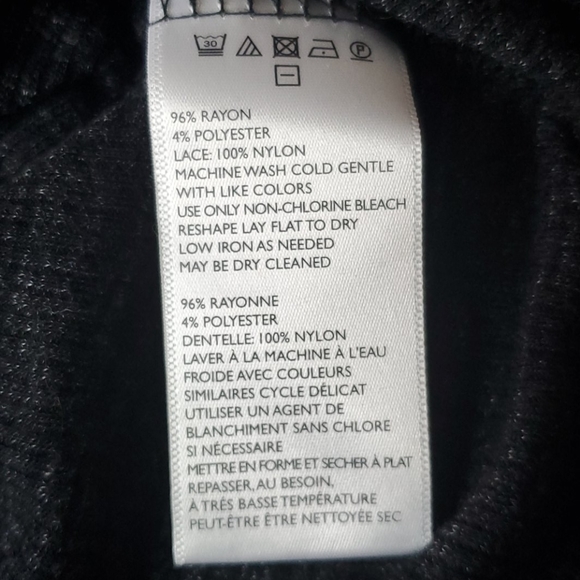 30
P
96% RAYON
4% POLYESTER
LACE: 100% NYLON
MACHINE WASH COLD GENTLE
WITH LIKE COLORS
USE ONLY NON-CHLORINE BLEACH
RESHAPE LAY FLAT TO DRY
LOW IRON AS NEEDED
MAY BE DRY CLEANED
96% RAYONNE
4% POLYESTER
DENTELLE: 100% NYLON
LAVER À LA MACHINE À L'EAU
FROIDE AVEC COULEURS
SIMILAIRES CYCLE DÉLICAT
UTILISER UN AGENT DE
BLANCHIMENT SANS CHLORE
SI NÉCESSAIRE
METTRE EN FORME ET SECHER À PLAT
REPASSER, AU BESOIN,
À TRÈS BASSE TEMPÉRATURE
PEUT-ÊTRE ÊTRE NETTOYÉE SEC